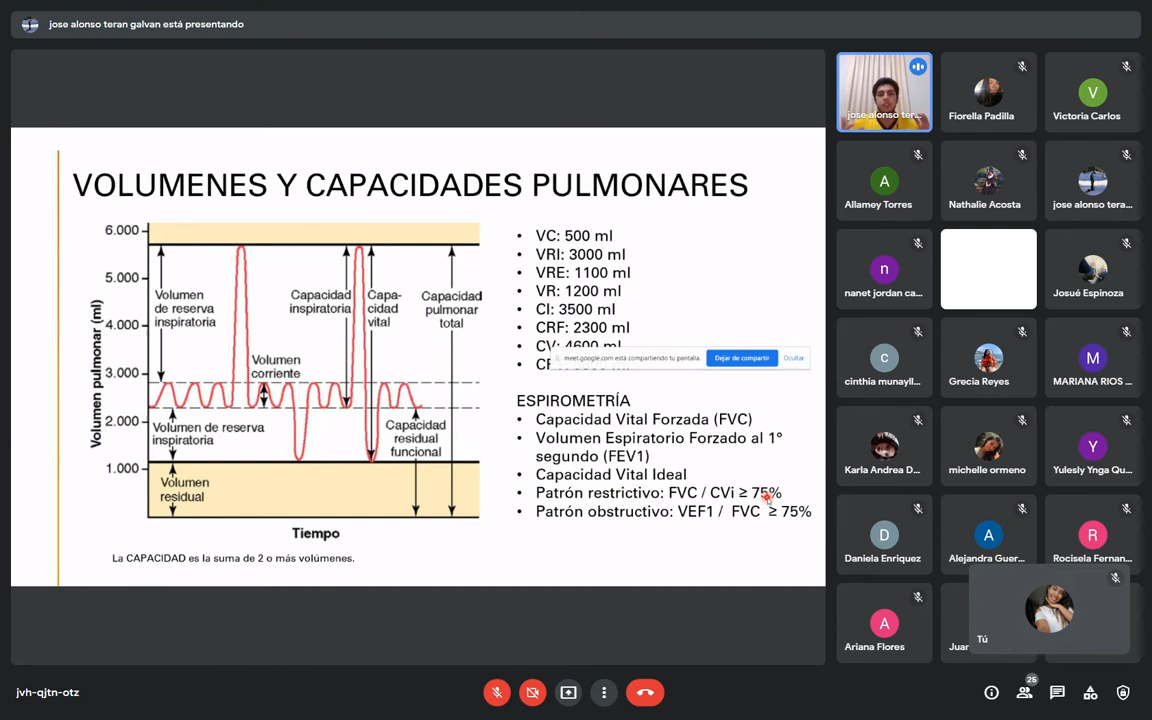 jose alonso teran galvan está presentando
VOLUMENES Y CAPACIDADES PULMONARES
6.000
5.000
4.000
3.000
2.000
1.000
Volumen pulmonar (ml)
Volumen
de reserva
inspiratoria
Capacidad
inspiratoria
Capa-
cidad
vital
Capacidad
pulmonar
total
Volumen
corriente
Volumen de reserva
inspiratoria
Capacidad
residual
funcional
Volumen
residual
Tiempo
La CAPACIDAD es la suma de 2 o más volúmenes.
• VC: 500 ml
• VRI: 3000 ml
• VRE: 1100 ml
• VR: 1200 ml
• CI: 3500 ml
• CRF: 2300 ml
• CV: 4600 ml
meet.google.com está compartiendo tu pantalla.
Dejar de compartir
Ocultar
ESPIROMETRÍA
• Capacidad Vital Forzada (FVC)
• Volumen Espiratorio Forzado al 1°
segundo (FEV1)
• Capacidad Vital Ideal
• Patrón restrictivo: FVC / CVi ≥ 75%
• Patrón obstructivo: VEF1 / FVC ≥ 75%
jose alonso ter...
Fiorella Padilla
V
Victoria Carlos
A
Allamey Torres
Nathalie Acosta
jose alonso tera...
n
nanet jordan ca...
Josué Espinoza
c
cinthia munayll...
Grecia Reyes
M
MARIANA RIOS ...
Karla Andrea D...
michelle ormeno
Y
Yulesly Ynga Qu...
D
Daniela Enriquez
A
Alejandra Guer...
R
Rocisela Fernan...
A
Ariana Flores
Juar
Tú
jvh-qjtn-otz
25